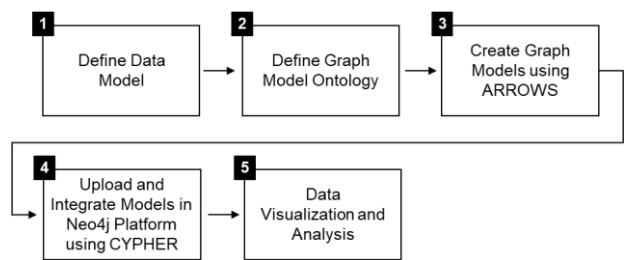 1
Define Data
Model
2
Define Graph
Model Ontology
3
Create Graph
Models using
ARROWS
4
Upload and
Integrate Models in
Neo4j Platform
using CYPHER
5
Data
Visualization and
Analysis